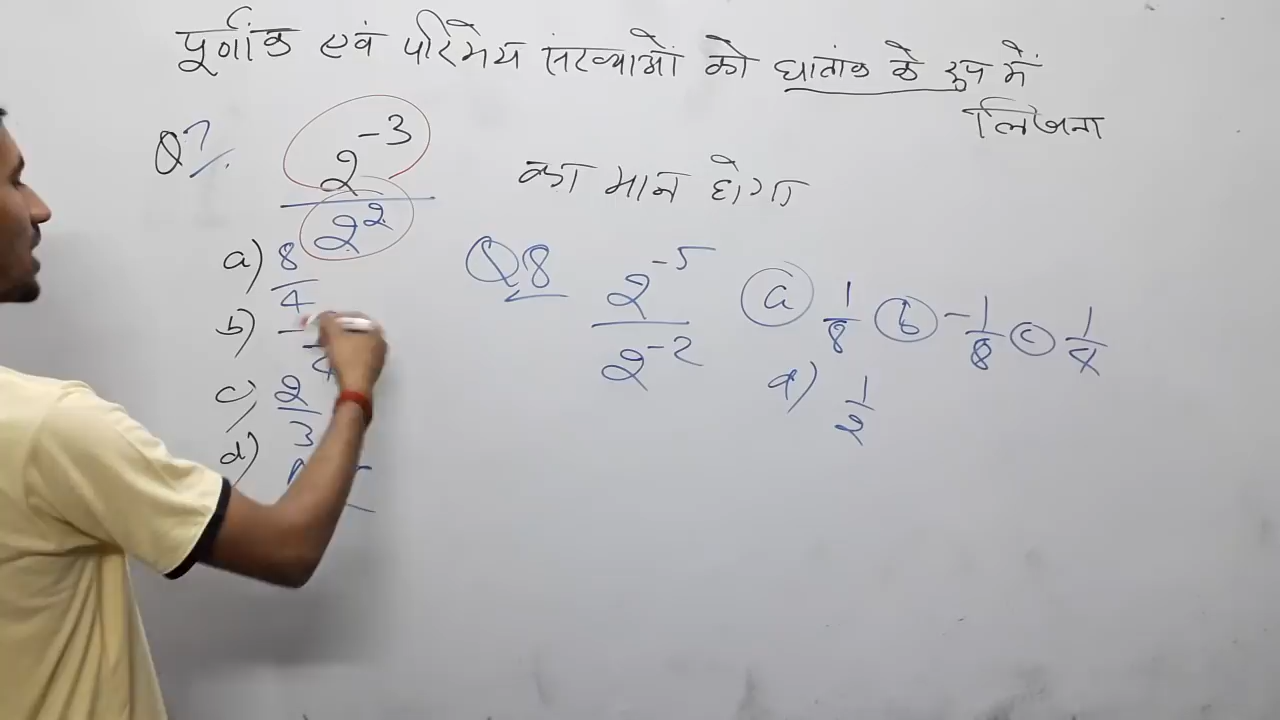 पूर्णांक एवं परिमेय संख्याओं को घातांक के रूप में
लिखना
Q7. 2^-3 / 2^2 का मान होगा
a) 8/4
b)
c) 2/3
d)
Q8 2^-5 / 2^-2 a 1/8 b -1/8 c 1/4
d) 1/2